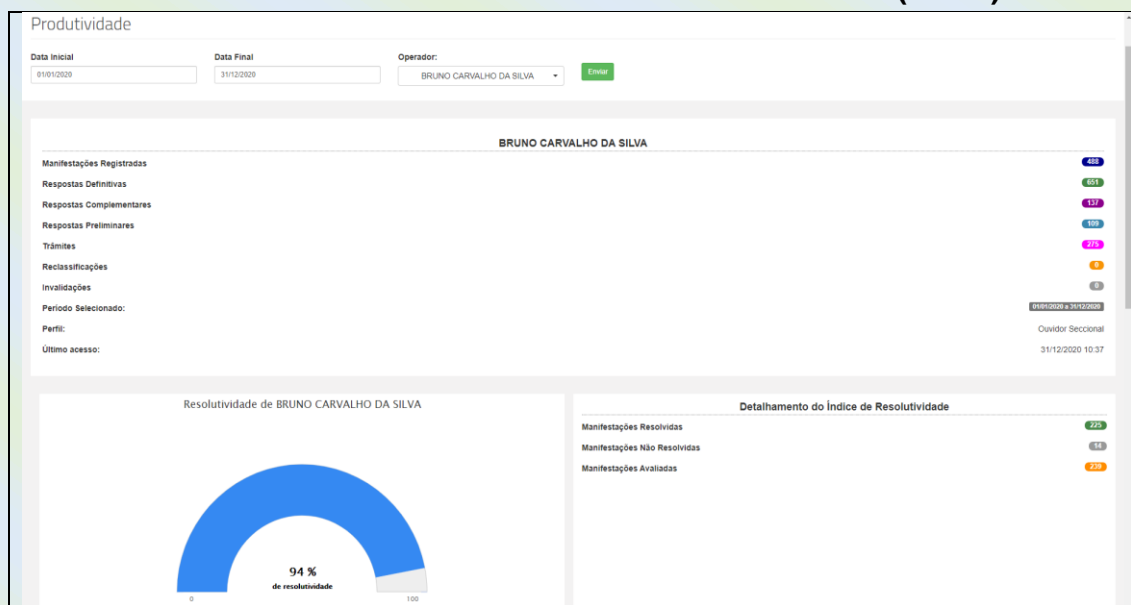 Produtividade
Data Inicial Data Final Operador:
01/01/2020 31/12/2020 BRUNO CARVALHO DA SILVA Enviar
BRUNO CARVALHO DA SILVA
Manifestações Registradas 488
Respostas Definitivas 651
Respostas Complementares 137
Respostas Preliminares 109
Trâmites 275
Reclassificações 0
Invalidações 0
Período Selecionado: 01/01/2020 a 31/12/2020
Perfil: Ouvidor Seccional
Último acesso: 31/12/2020 10:37
Resolutividade de BRUNO CARVALHO DA SILVA
94 %
de resolutividade
0 100
Detalhamento do Índice de Resolutividade
Manifestações Resolvidas 225
Manifestações Não Resolvidas 14
Manifestações Avaliadas 239